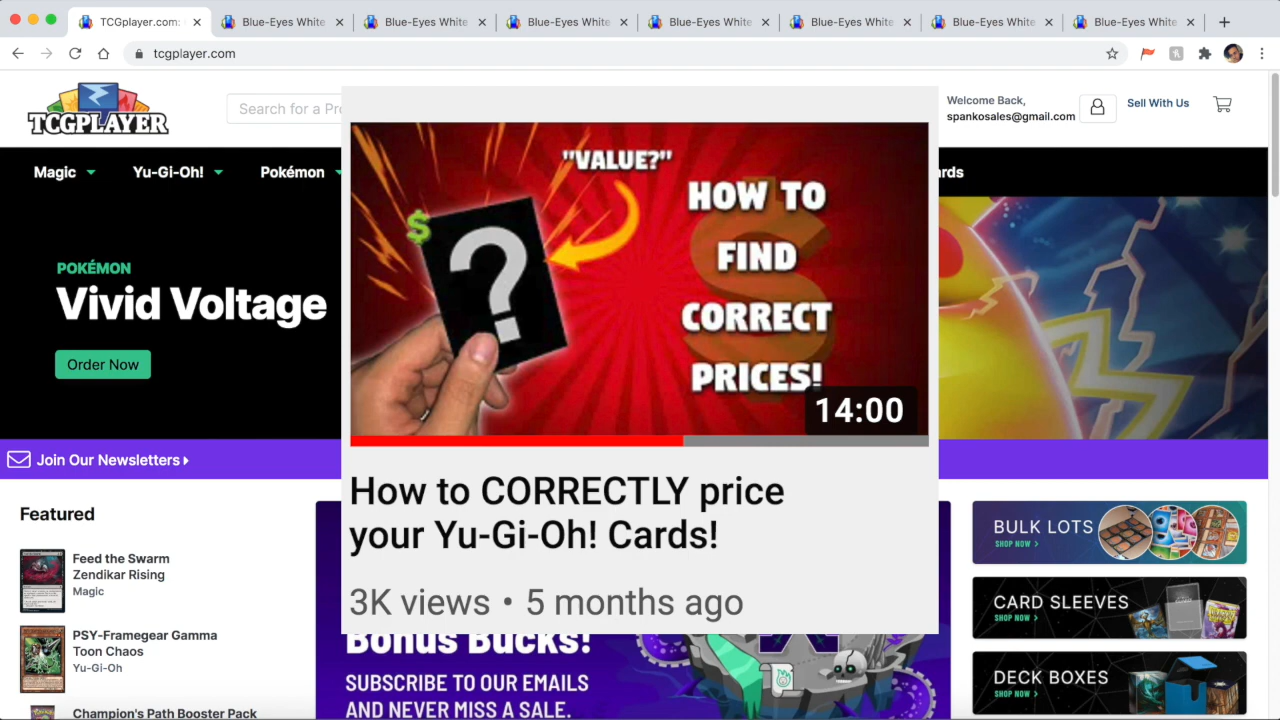 TCGplayer.com:
Blue-Eyes White
Blue-Eyes White
Blue-Eyes White
Blue-Eyes White
Blue-Eyes White
Blue-Eyes White
Blue-Eyes White
tcgplayer.com
TCGPLAYER
Search for a Pro
Welcome Back,
spankosales@gmail.com
Sell With Us
Magic
Yu-Gi-Oh!
Pokémon
rds
POKÉMON
Vivid Voltage
Order Now
"VALUE?"
HOW TO
FIND
CORRECT
PRICES!
14:00
How to CORRECTLY price
your Yu-Gi-Oh! Cards!
3K views • 5 months ago
Join Our Newsletters
Featured
Feed the Swarm
Zendikar Rising
Magic
PSY-Framegear Gamma
Toon Chaos
Yu-Gi-Oh
Champion's Path Booster Pack
Bonus Bucks!
SUBSCRIBE TO OUR EMAILS
AND NEVER MISS A SALE.
BULK LOTS
SHOP NOW >
CARD SLEEVES
SHOP NOW >
DECK BOXES
SHOP NOW >